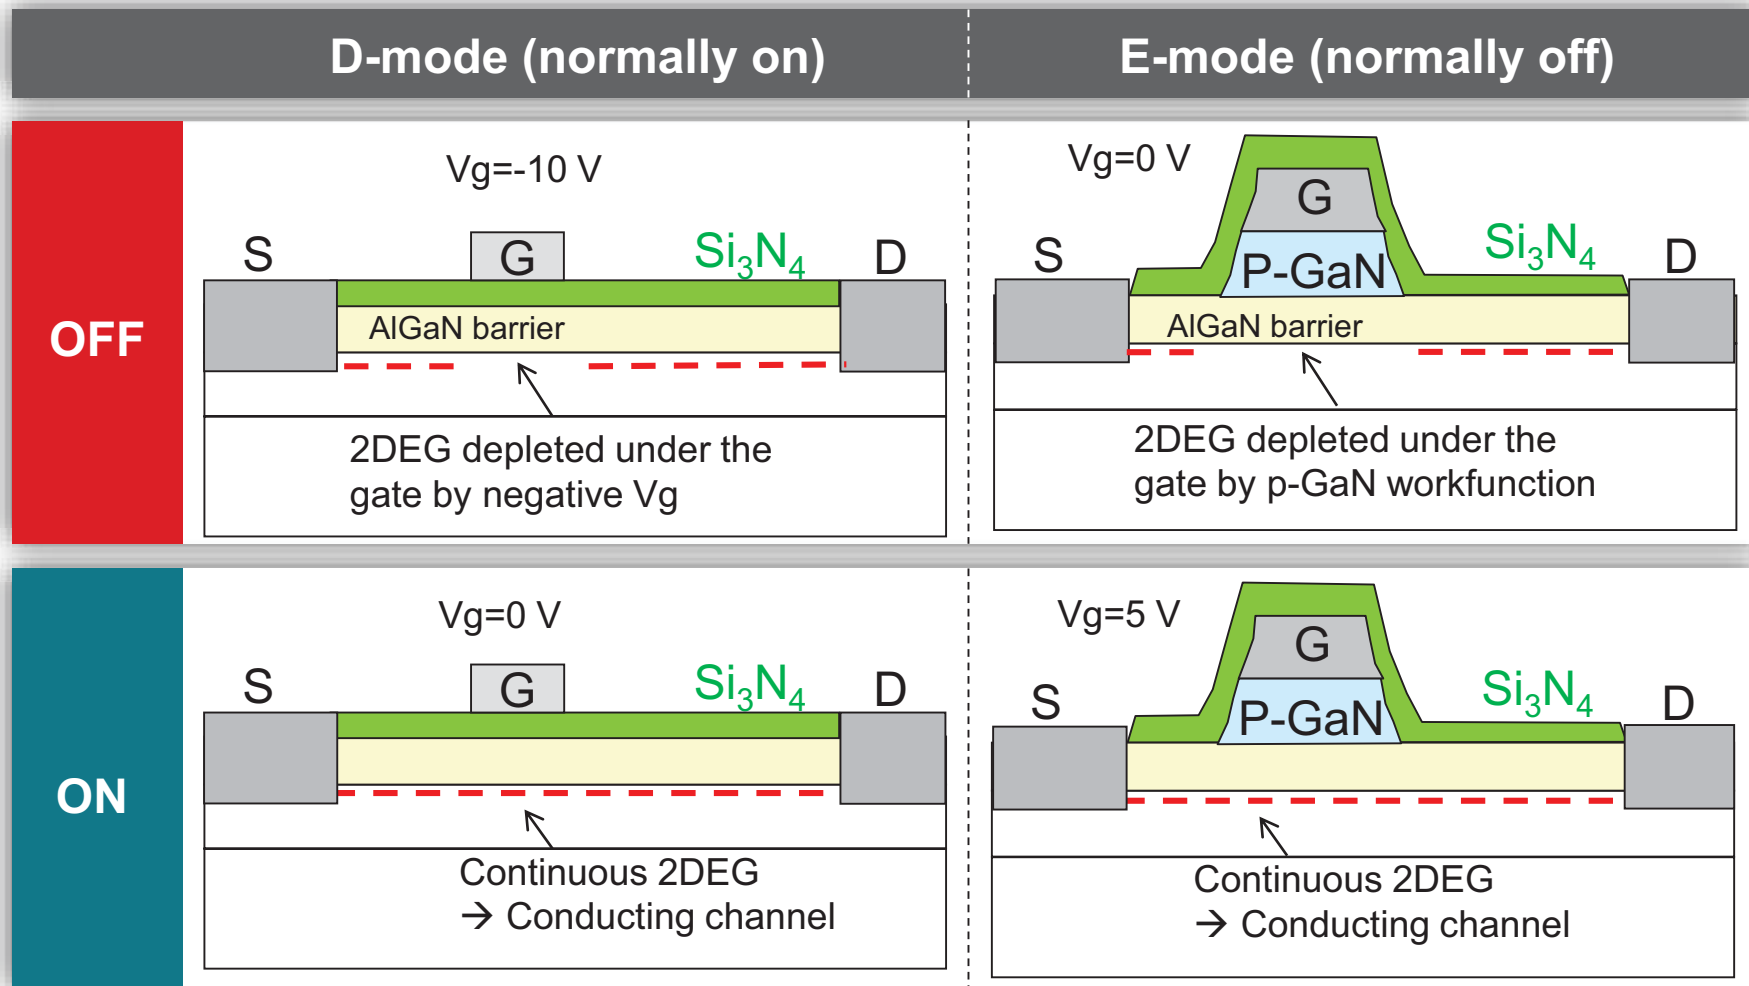 D-mode (normally on)
E-mode (normally off)
OFF
Vg=-10 V
S
G
Si₃N₄
D
AlGaN barrier
2DEG depleted under the
gate by negative Vg
Vg=0 V
S
G
P-GaN
Si₃N₄
D
AlGaN barrier
2DEG depleted under the
gate by p-GaN workfunction
ON
Vg=0 V
S
G
Si₃N₄
D
Continuous 2DEG
→ Conducting channel
Vg=5 V
S
G
P-GaN
Si₃N₄
D
Continuous 2DEG
→ Conducting channel